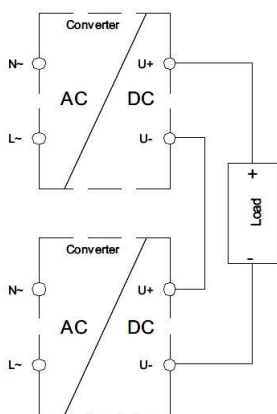 Converter
N~ U+
AC DC
L~ U-
+
Load
-
Converter
N~ U+
AC DC
L~ U-